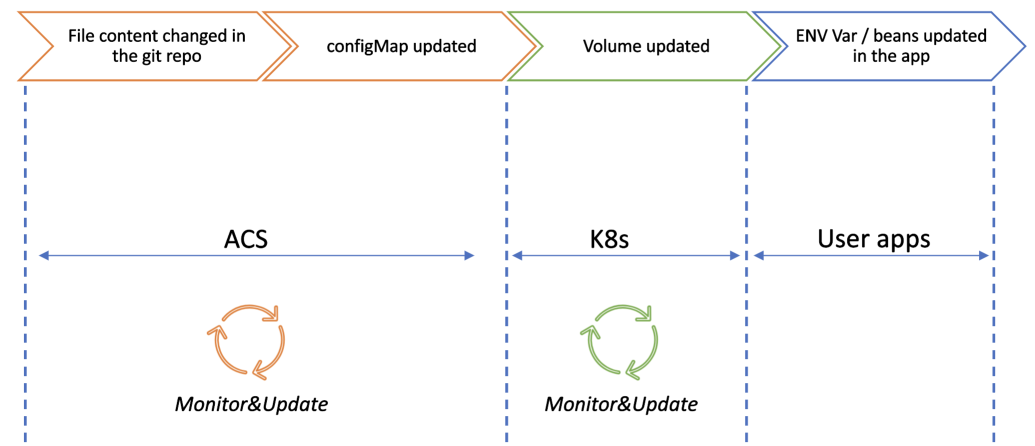 File content changed in
the git repo
configMap updated
Volume updated
ENV Var / beans updated
in the app
ACS
K8s
User apps
Monitor&Update
Monitor&Update